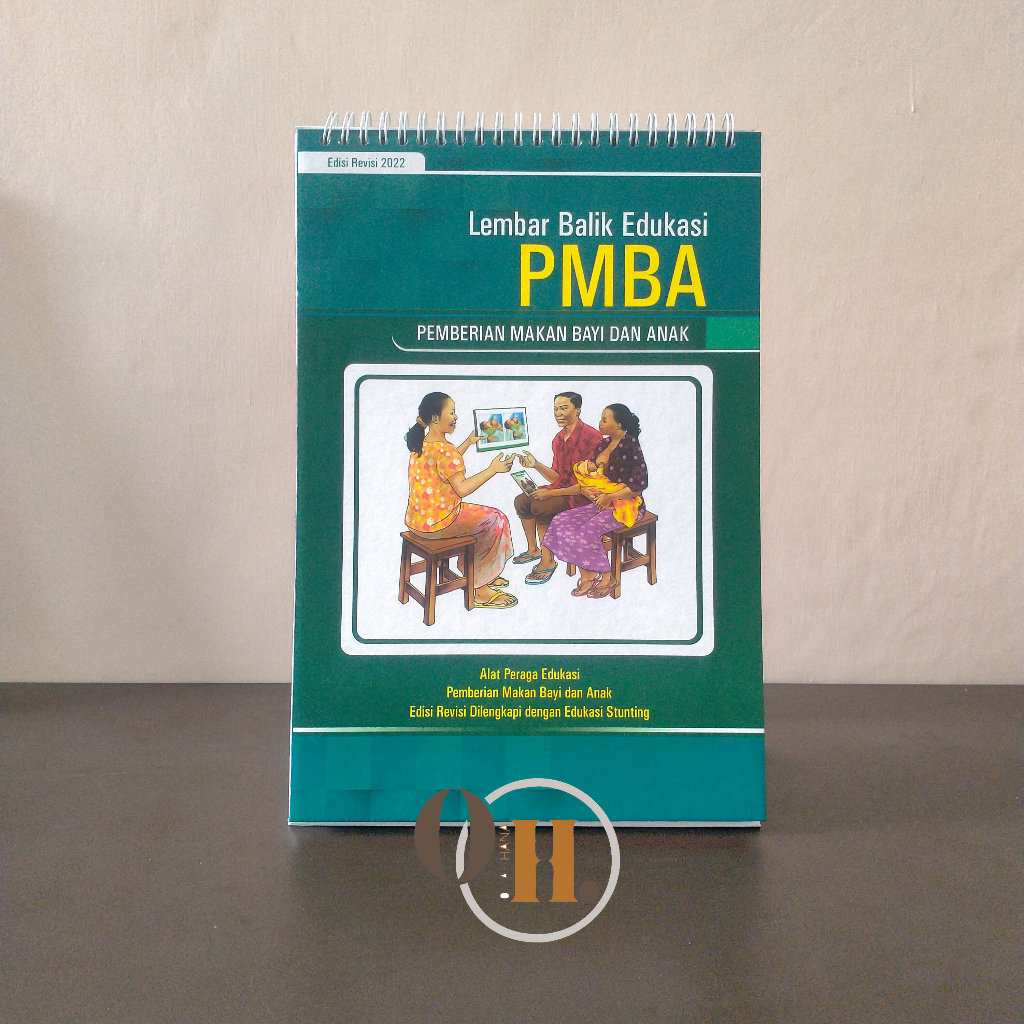 Edisi Revisi 2022
Lembar Balik Edukasi
PMBA
PEMBERIAN MAKAN BAYI DAN ANAK
Alat Peraga Edukasi
Pemberian Makan Bayi dan Anak
Edisi Revisi Dilengkapi dengan Edukasi Stunting
OH.